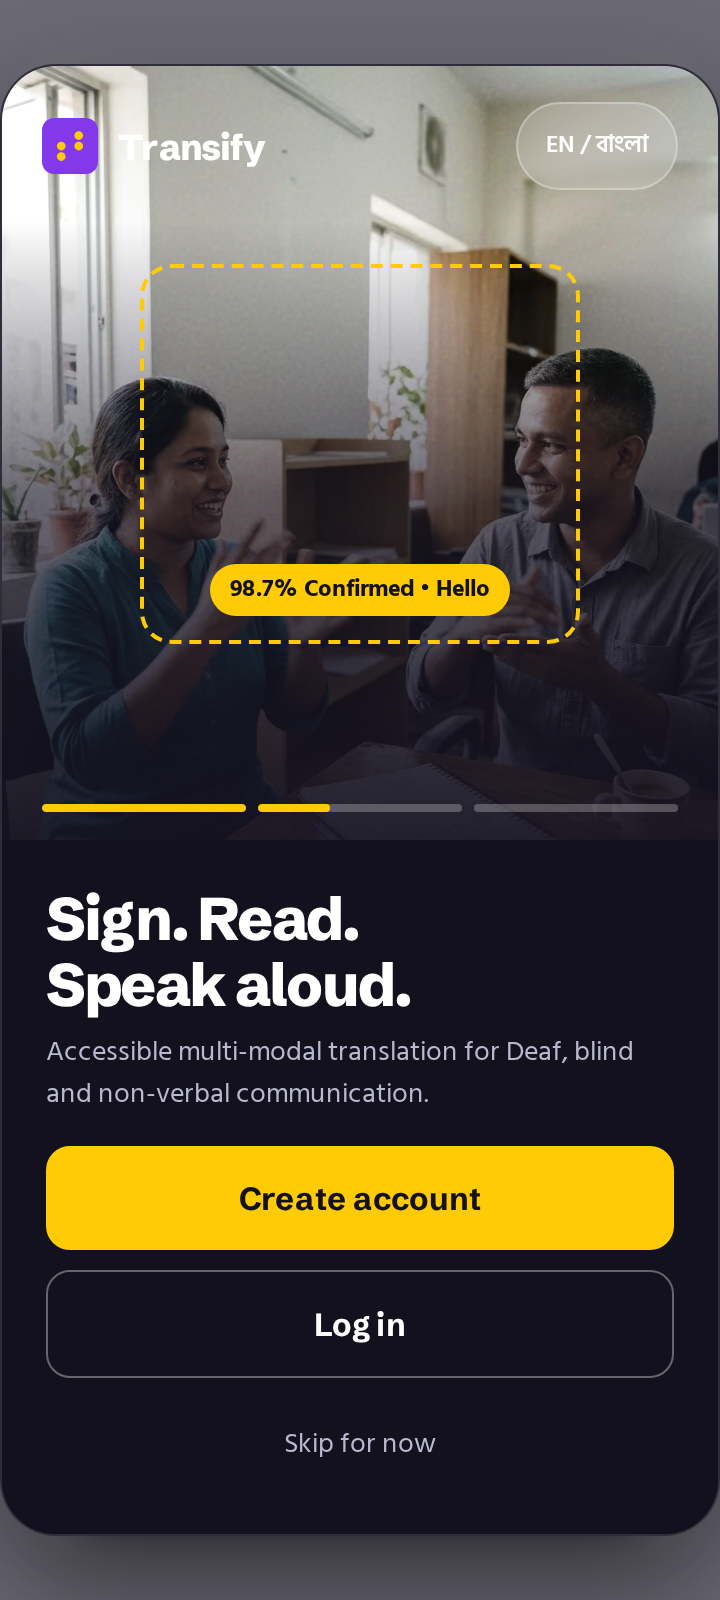 Transify
EN / বাংলা
98.7% Confirmed • Hello
Sign. Read.
Speak aloud.
Accessible multi-modal translation for Deaf, blind
and non-verbal communication.
Create account
Log in
Skip for now